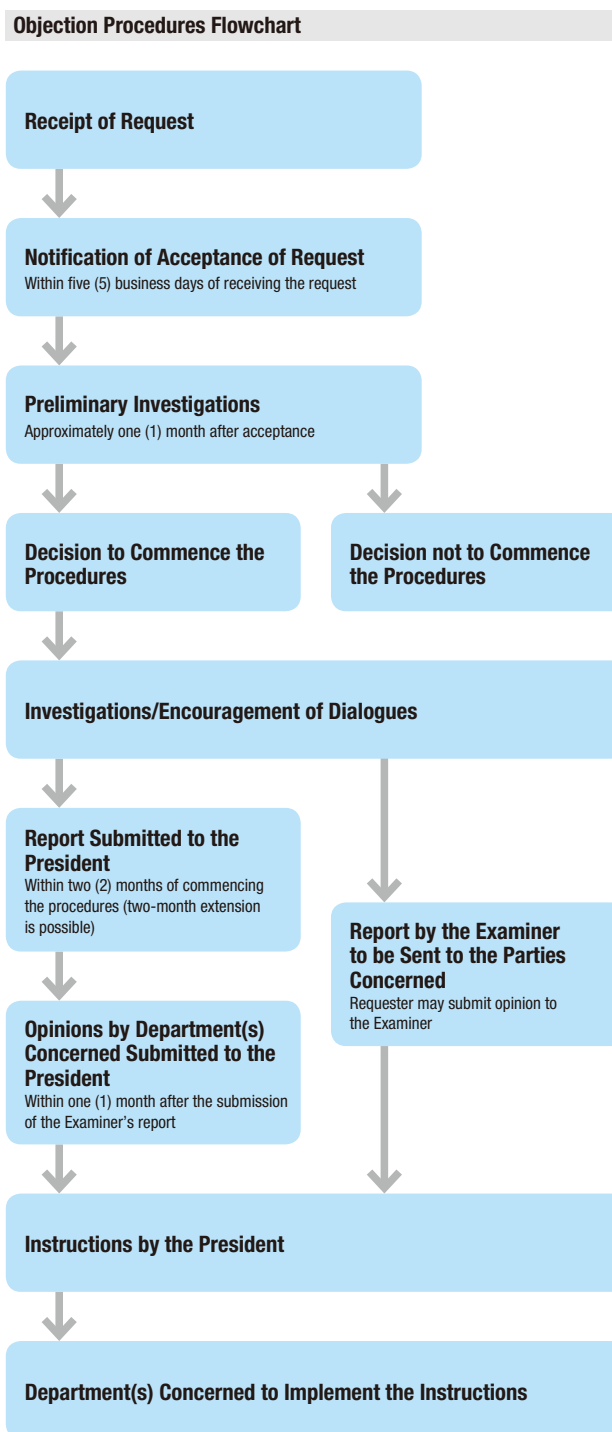 Objection Procedures Flowchart
Receipt of Request
Notification of Acceptance of Request
Within five (5) business days of receiving the request
Preliminary Investigations
Approximately one (1) month after acceptance
Decision to Commence the
Procedures
Decision not to Commence
the Procedures
Investigations/Encouragement of Dialogues
Report Submitted to the
President
Within two (2) months of commencing
the procedures (two-month extension
is possible)
Report by the Examiner
to be Sent to the Parties
Concerned
Requester may submit opinion to
the Examiner
Opinions by Department(s)
Concerned Submitted to the
President
Within one (1) month after the submission
of the Examiner's report
Instructions by the President
Department(s) Concerned to Implement the Instructions